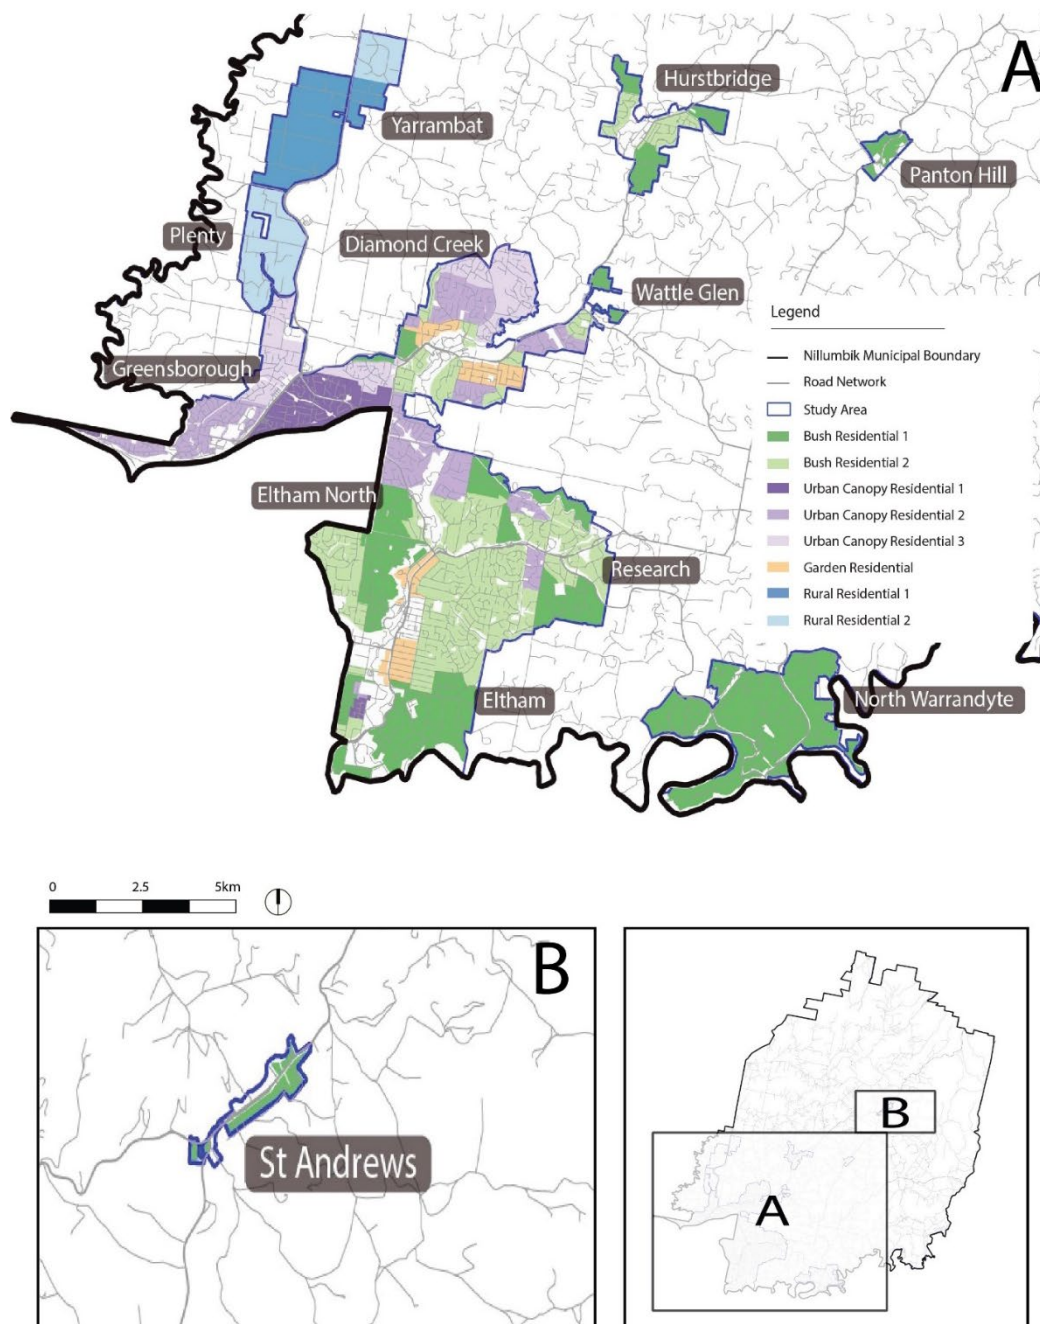 A
Hurstbridge
Yarrambat
Panton Hill
Plenty
Diamond Creek
Wattle Glen
Greensborough
Eltham North
Research
Eltham
North Warrandyte
Legend
Nillumbik Municipal Boundary
Road Network
Study Area
Bush Residential 1
Bush Residential 2
Urban Canopy Residential 1
Urban Canopy Residential 2
Urban Canopy Residential 3
Garden Residential
Rural Residential 1
Rural Residential 2
0 2.5 5km
B
St Andrews
B
A